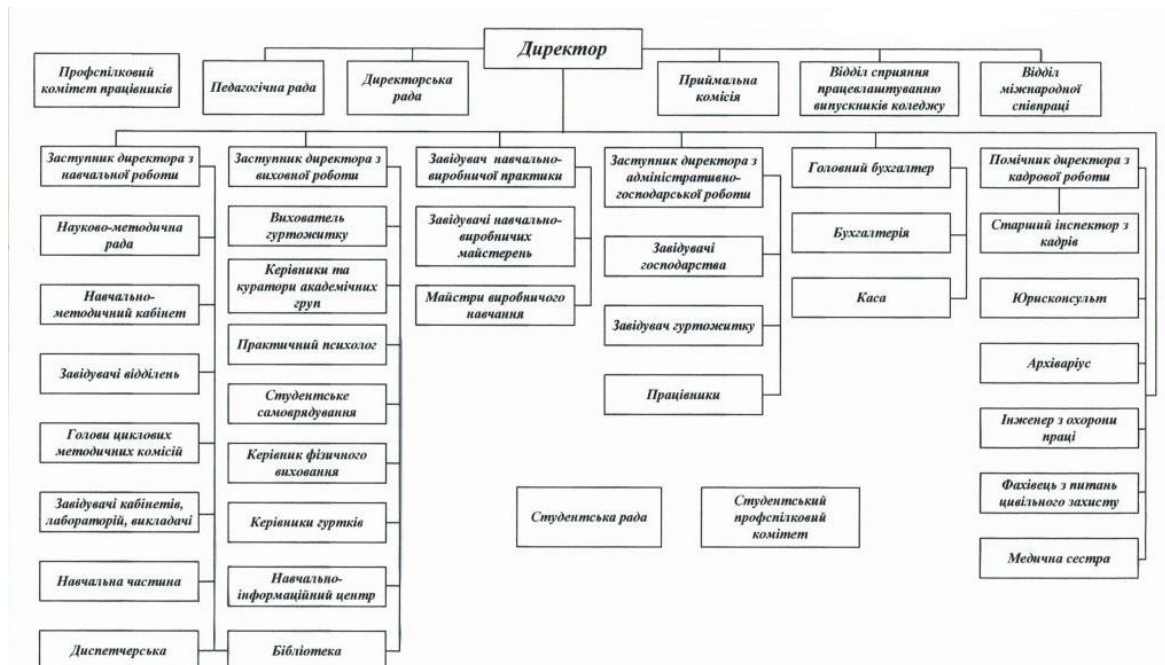 Директор
Профспілковий
комітет працівників
Педагогічна рада
Директорська
рада
Приймальна
комісія
Відділ сприяння
працевлаштуванню
випускників коледжу
Відділ
міжнародної
співпраці
Заступник директора з
навчальної роботи
Науково-методична
рада
Навчально-
методичний кабінет
Завідувачі відділень
Голови циклових
методичних комісій
Завідувачі кабінетів,
лабораторій, викладачі
Навчальна частина
Диспетчерська
Заступник директора з
виховної роботи
Вихователь
гуртожитку
Керівники та
куратори академічних
груп
Практичний психолог
Студентське
самоврядування
Керівник фізичного
виховання
Керівники гуртків
Навчально-
інформаційний центр
Бібліотека
Завідувач навчально-
виробничої практики
Завідувачі навчально-
виробничих
майстерень
Майстри виробничого
навчання
Заступник директора з
адміністративно-
господарської роботи
Завідувачі
господарства
Завідувач гуртожитку
Працівники
Головний бухгалтер
Бухгалтерія
Каса
Помічник директора з
кадрової роботи
Старший інспектор з
кадрів
Юрисконсульт
Архіваріус
Інженер з охорони
праці
Фахівець з питань
цивільного захисту
Медична сестра
Студентська рада
Студентський
профспілковий
комітет